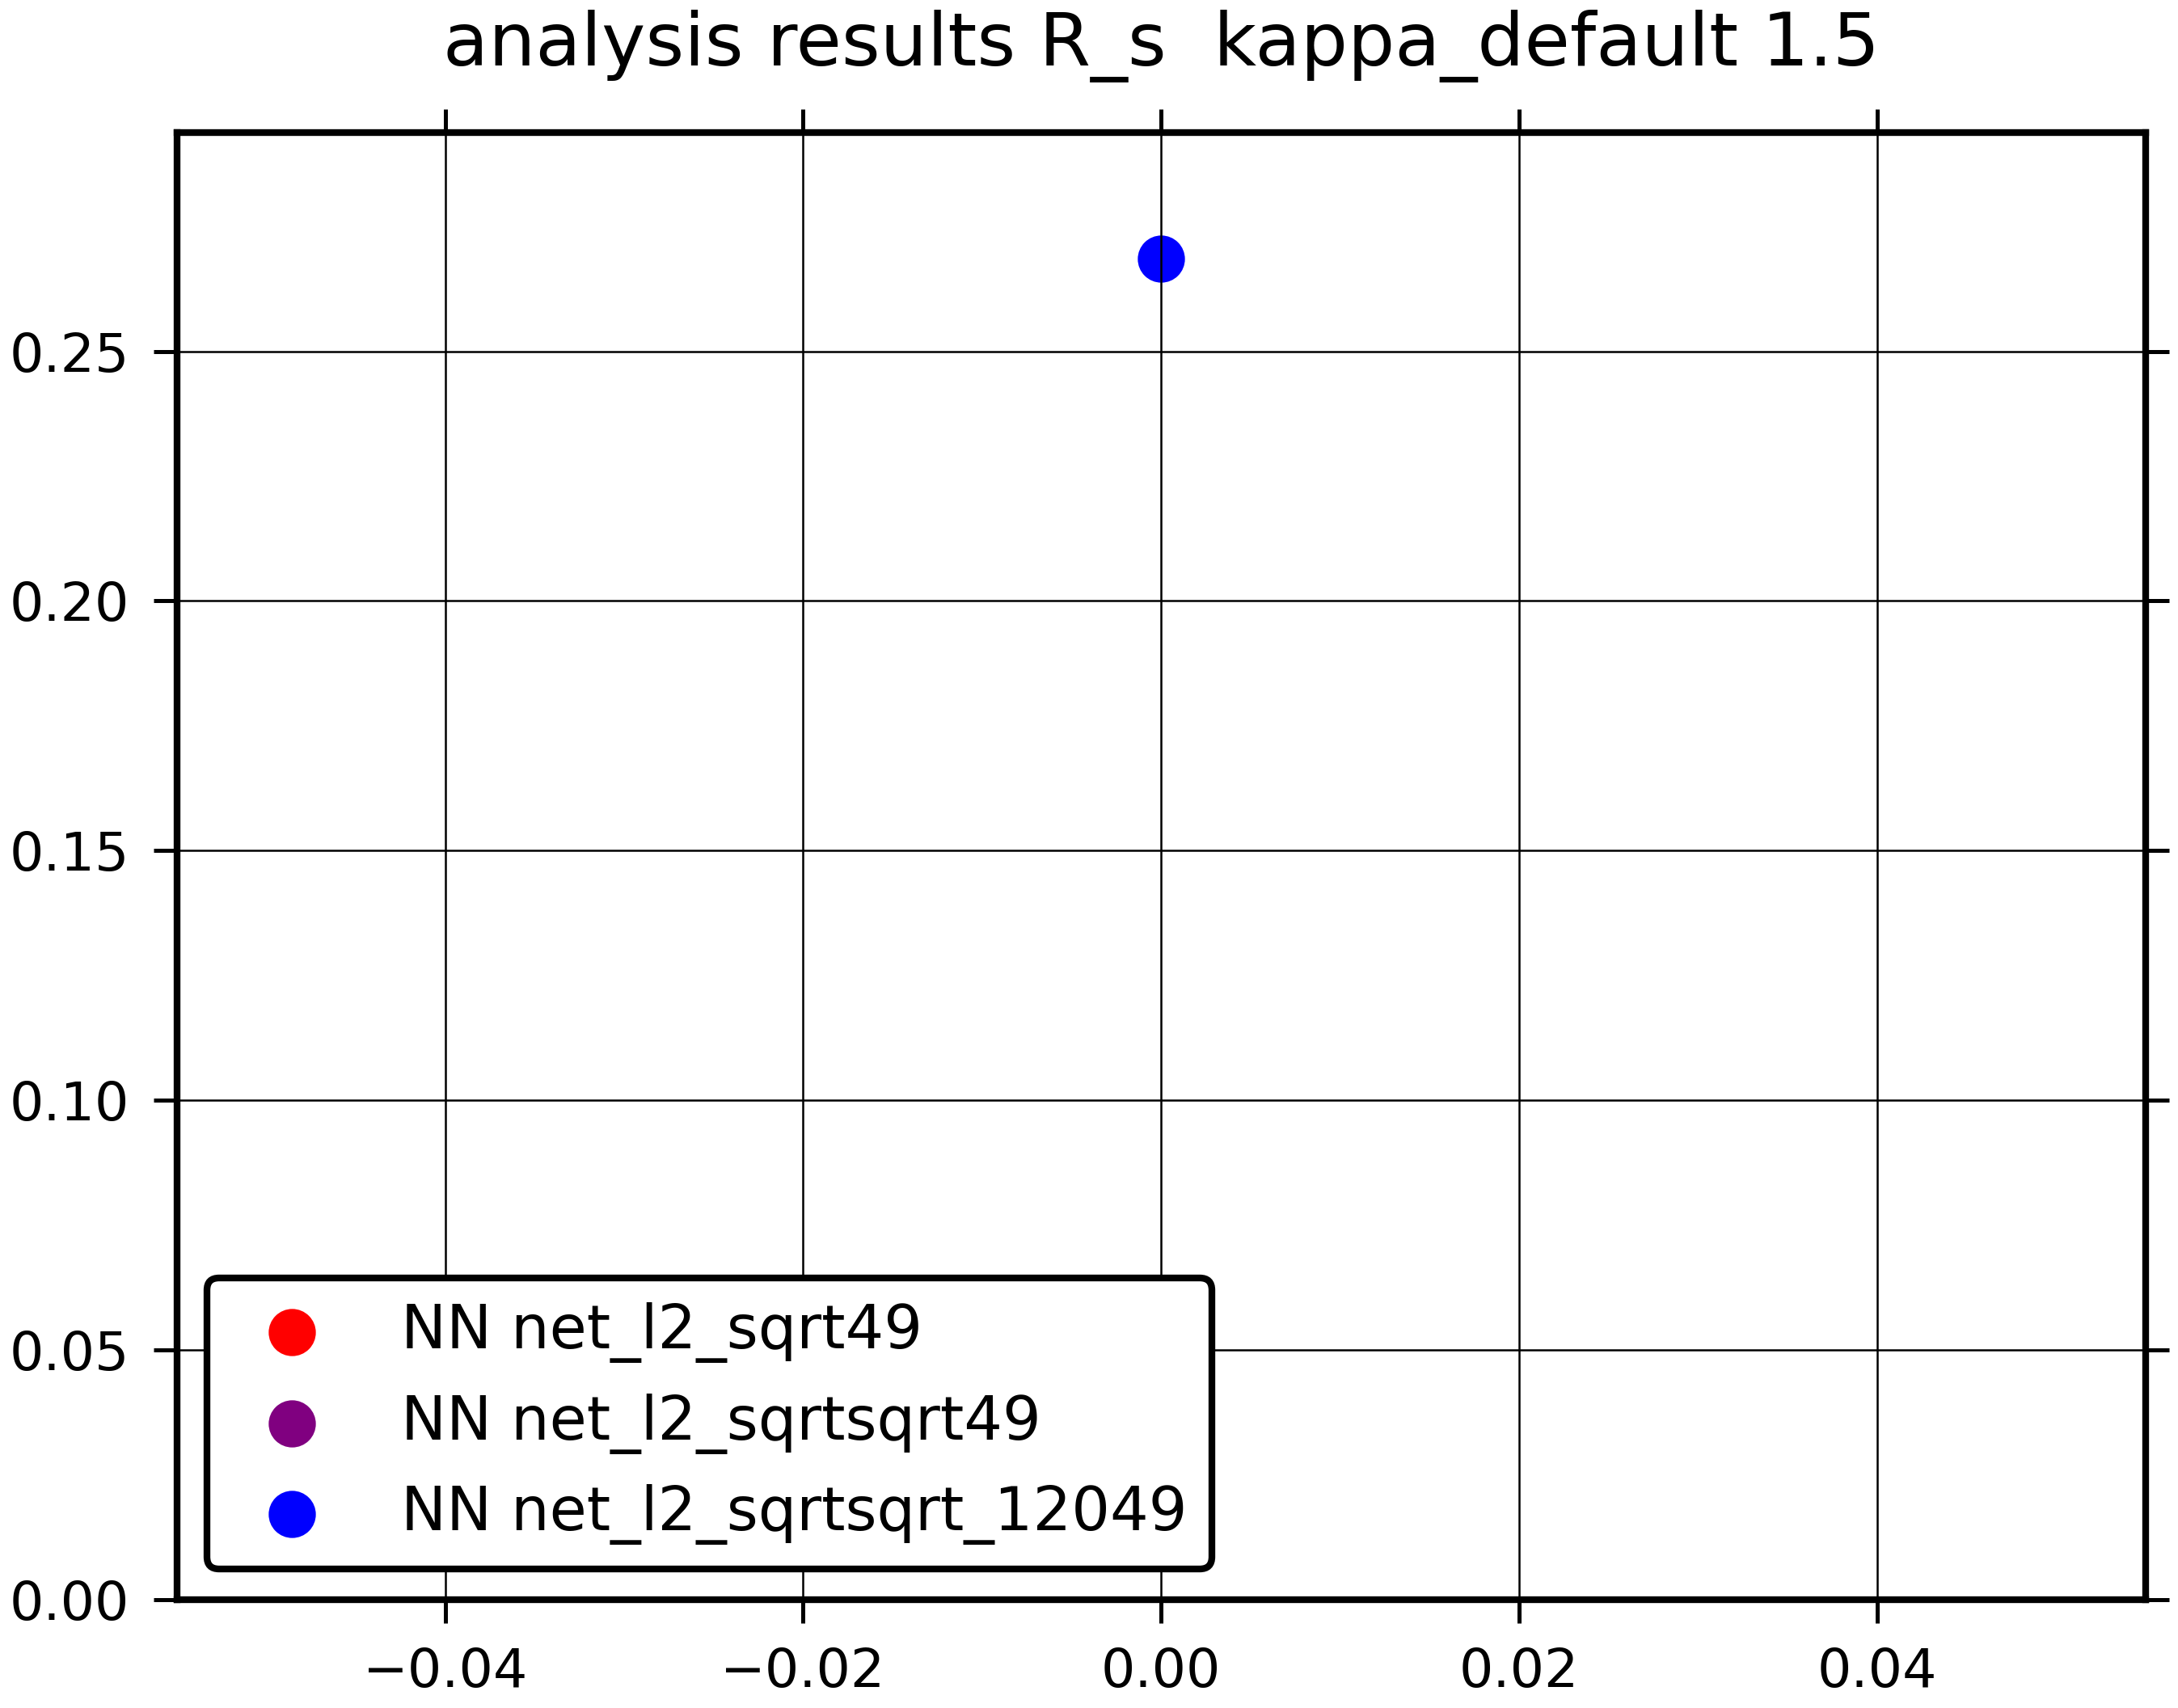 analysis results R_s  kappa_default 1.5
0.25
0.20
0.15
0.10
0.05
0.00
NN net_l2_sqrt49
NN net_l2_sqrtsqrt49
NN net_l2_sqrtsqrt_12049
−0.04 −0.02 0.00 0.02 0.04